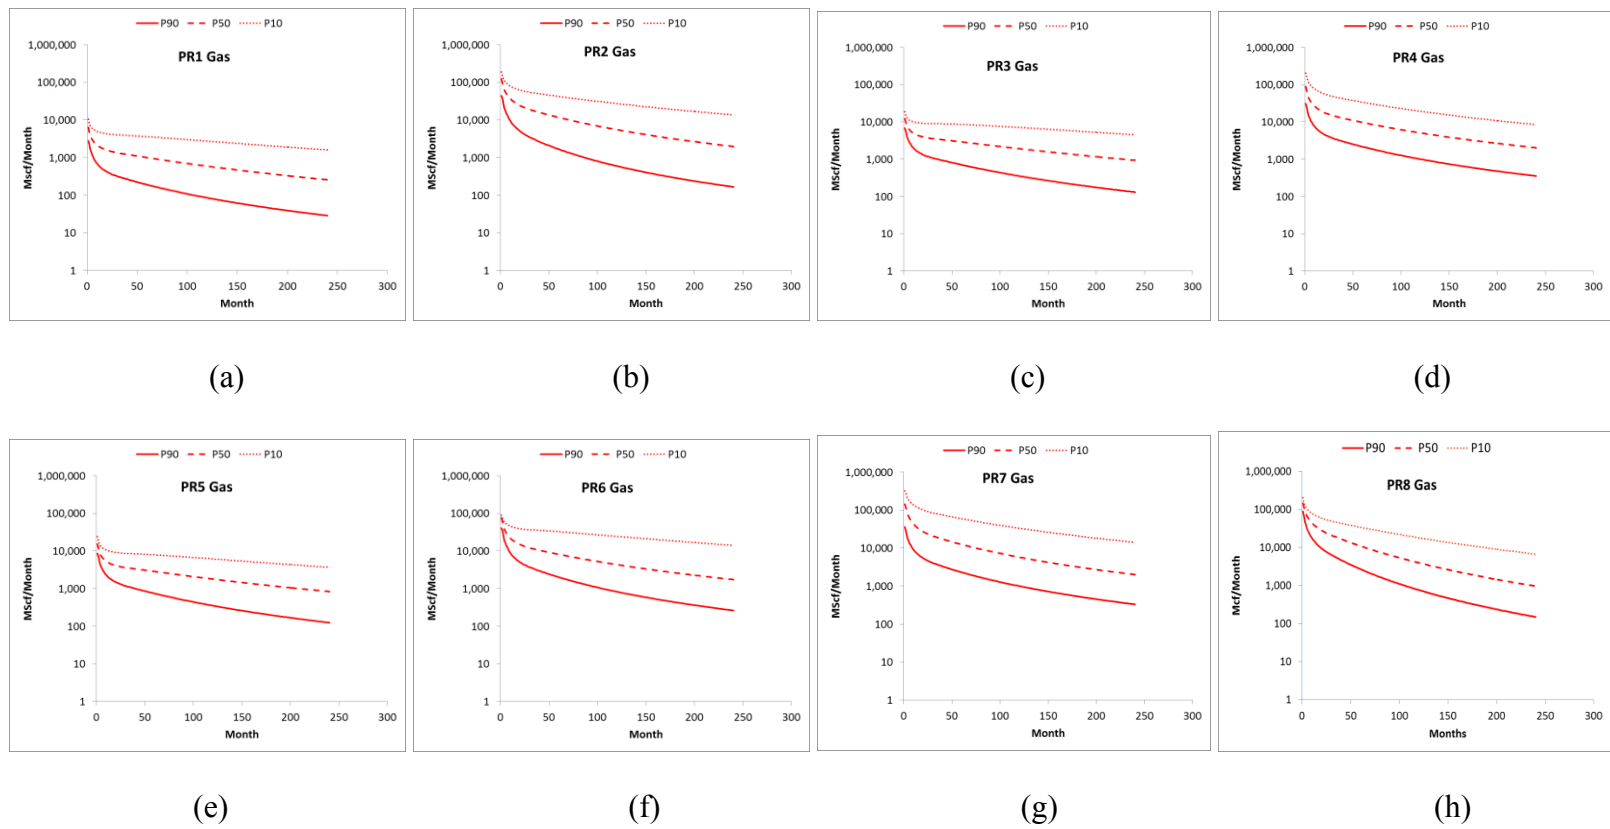 P90 P50 P10
PR1 Gas
MScf/Month
1,000,000
100,000
10,000
1,000
100
10
1
0 50 100 150 200 250 300
Month
(a)
P90 P50 P10
PR2 Gas
MScf/Month
1,000,000
100,000
10,000
1,000
100
10
1
0 50 100 150 200 250 300
Month
(b)
P90 P50 P10
PR3 Gas
MScf/Month
1,000,000
100,000
10,000
1,000
100
10
1
0 50 100 150 200 250 300
Month
(c)
P90 P50 P10
PR4 Gas
MScf/Month
1,000,000
100,000
10,000
1,000
100
10
1
0 50 100 150 200 250 300
Month
(d)
P90 P50 P10
PR5 Gas
MScf/Month
1,000,000
100,000
10,000
1,000
100
10
1
0 50 100 150 200 250 300
Month
(e)
P90 P50 P10
PR6 Gas
MScf/Month
1,000,000
100,000
10,000
1,000
100
10
1
0 50 100 150 200 250 300
Month
(f)
P90 P50 P10
PR7 Gas
MScf/Month
1,000,000
100,000
10,000
1,000
100
10
1
0 50 100 150 200 250 300
Month
(g)
P90 P50 P10
PR8 Gas
Mcf/Month
1,000,000
100,000
10,000
1,000
100
10
1
0 50 100 150 200 250 300
Months
(h)